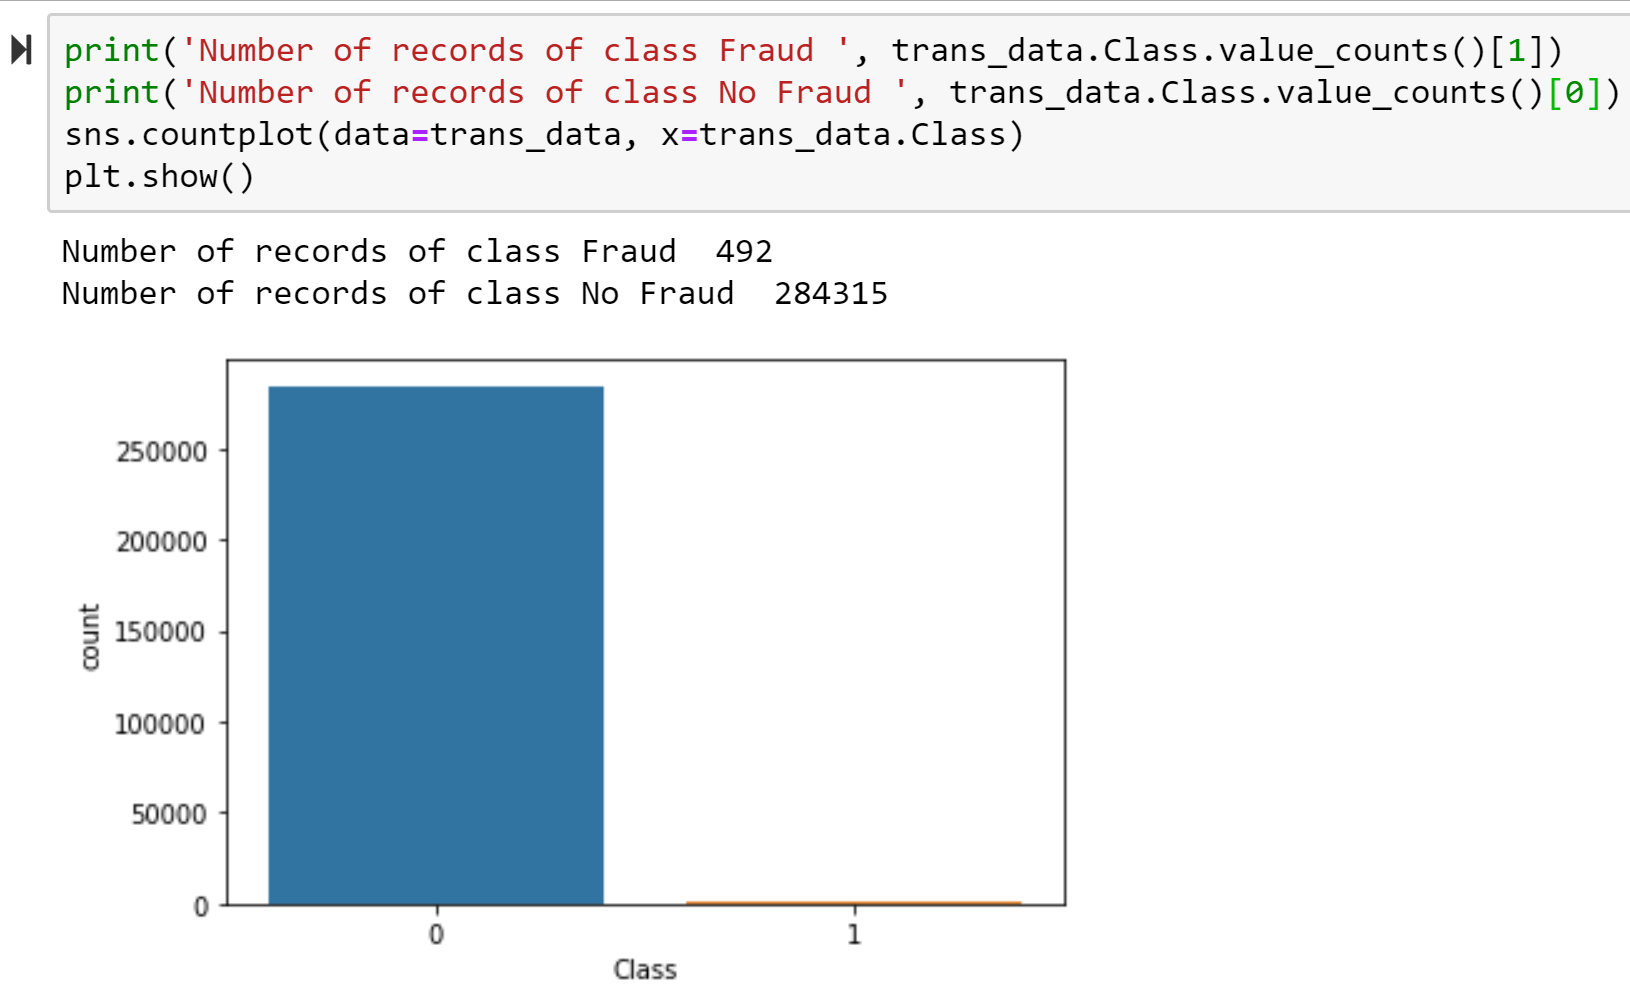 print('Number of records of class Fraud ', trans_data.Class.value_counts()[1])
print('Number of records of class No Fraud ', trans_data.Class.value_counts()[0])
sns.countplot(data=trans_data, x=trans_data.Class)
plt.show()
Number of records of class Fraud  492
Number of records of class No Fraud  284315
250000
200000
150000
100000
50000
0
count
0 1
Class